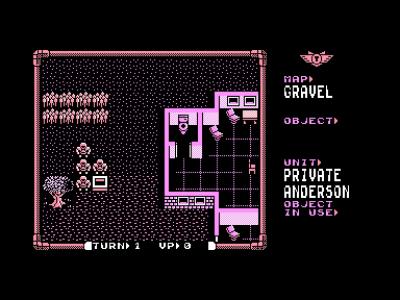 MAP
GRAVEL
OBJECT
UNIT
PRIVATE
ANDERSON
OBJECT
IN USE
TURN 1 VP 0